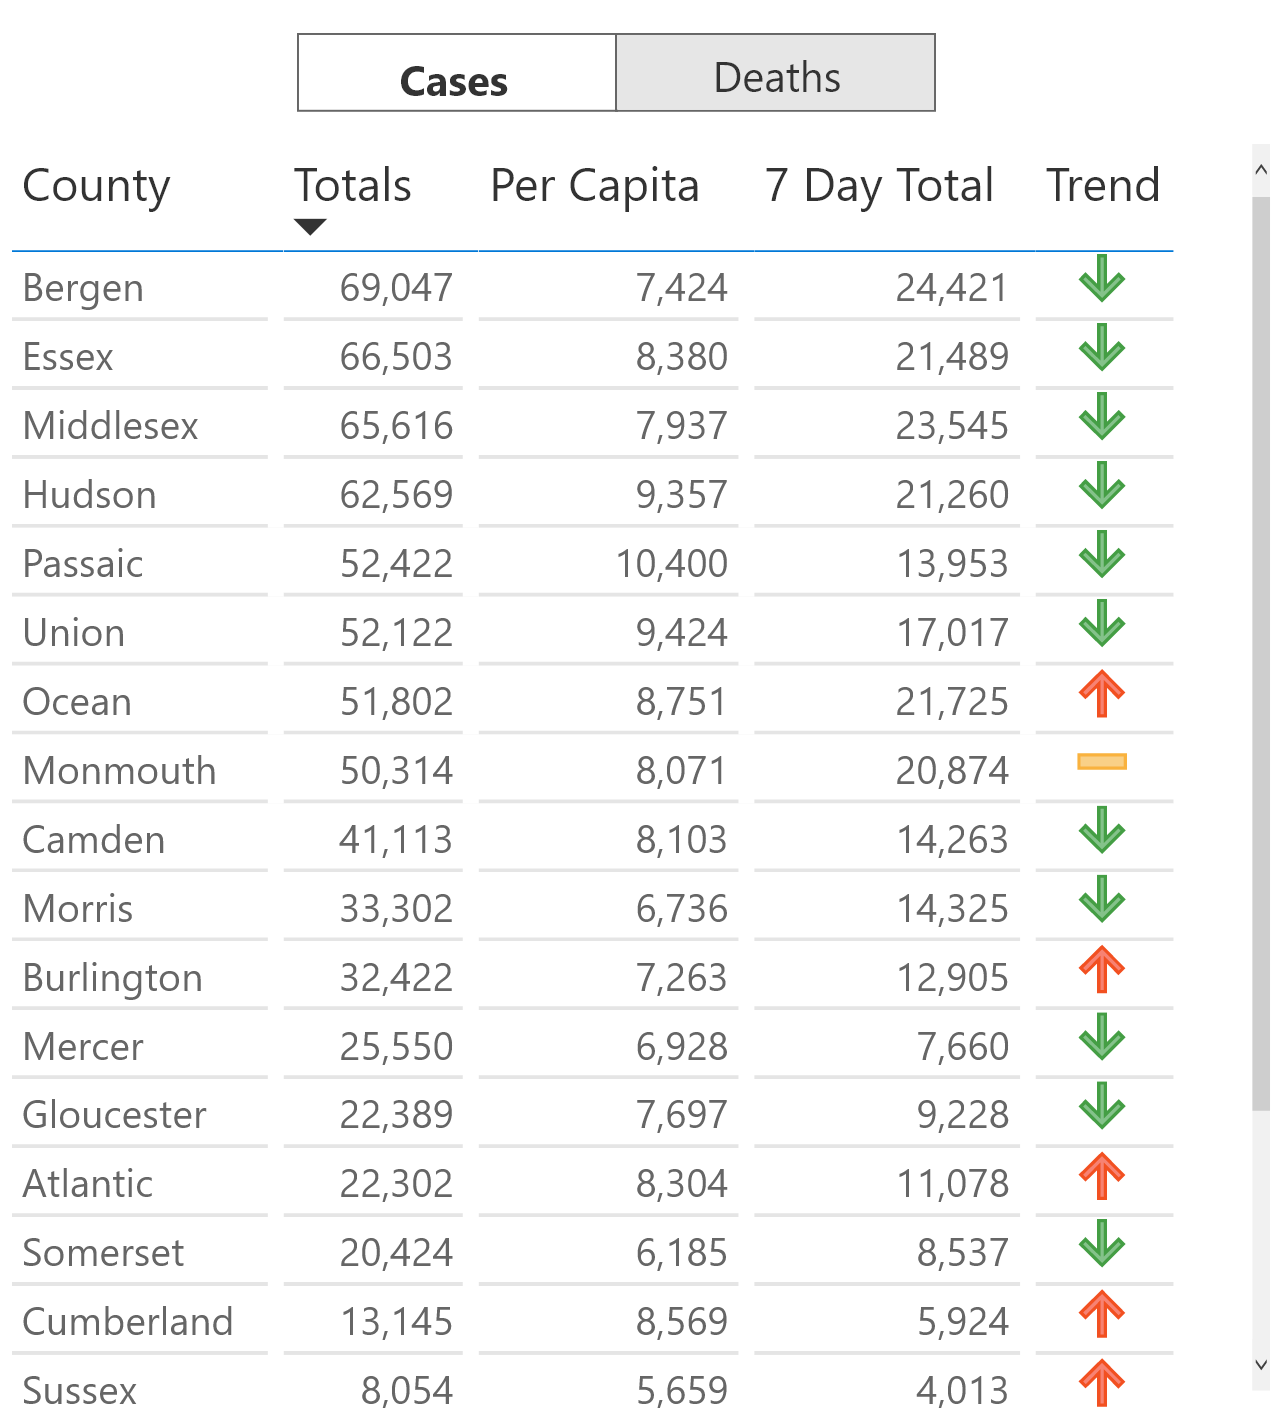 Cases Deaths
County Totals Per Capita 7 Day Total Trend
Bergen 69,047 7,424 24,421
Essex 66,503 8,380 21,489
Middlesex 65,616 7,937 23,545
Hudson 62,569 9,357 21,260
Passaic 52,422 10,400 13,953
Union 52,122 9,424 17,017
Ocean 51,802 8,751 21,725
Monmouth 50,314 8,071 20,874
Camden 41,113 8,103 14,263
Morris 33,302 6,736 14,325
Burlington 32,422 7,263 12,905
Mercer 25,550 6,928 7,660
Gloucester 22,389 7,697 9,228
Atlantic 22,302 8,304 11,078
Somerset 20,424 6,185 8,537
Cumberland 13,145 8,569 5,924
Sussex 8,054 5,659 4,013